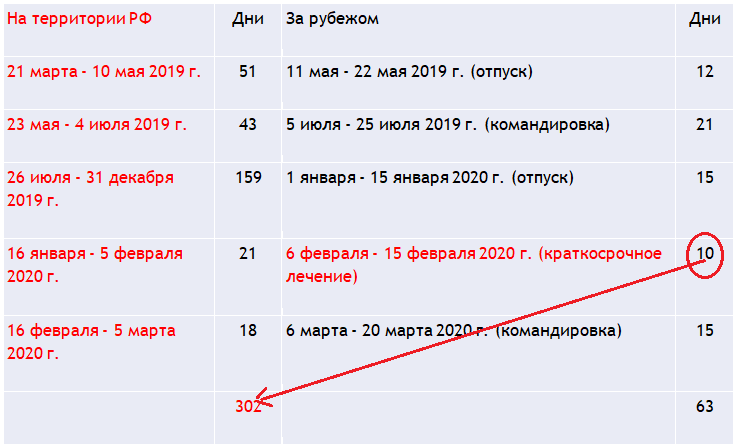 На территории РФ Дни За рубежом Дни
21 марта - 10 мая 2019 г. 51 11 мая - 22 мая 2019 г. (отпуск) 12
23 мая - 4 июля 2019 г. 43 5 июля - 25 июля 2019 г. (командировка) 21
26 июля - 31 декабря 159 1 января - 15 января 2020 г. (отпуск) 15
2019 г.
16 января - 5 февраля 21 6 февраля - 15 февраля 2020 г. (краткосрочное 10
2020 г. лечение)
16 февраля - 5 марта 18 6 марта - 20 марта 2020 г. (командировка) 15
2020 г.
302 63